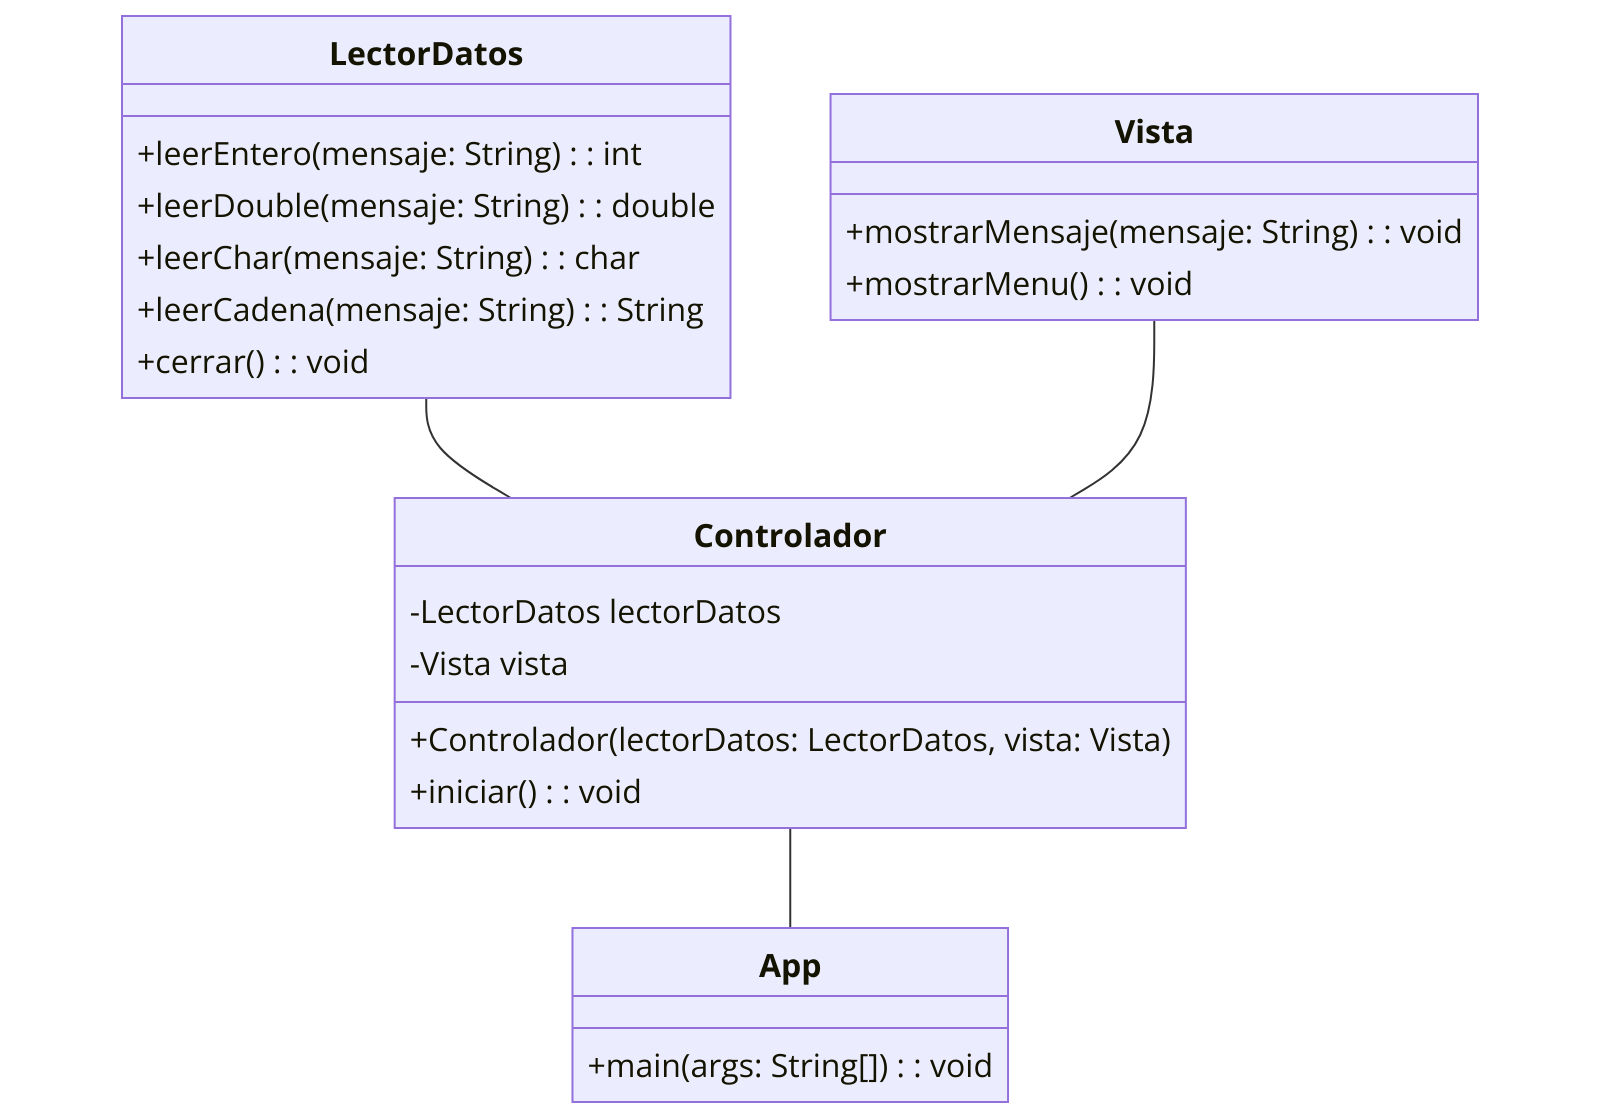 LectorDatos
+leerEntero(mensaje: String) : : int
+leerDouble(mensaje: String) : : double
+leerChar(mensaje: String) : : char
+leerCadena(mensaje: String) : : String
+cerrar() : : void
Vista
+mostrarMensaje(mensaje: String) : : void
+mostrarMenu() : : void
Controlador
-LectorDatos lectorDatos
-Vista vista
+Controlador(lectorDatos: LectorDatos, vista: Vista)
+iniciar() : : void
App
+main(args: String[]) : : void